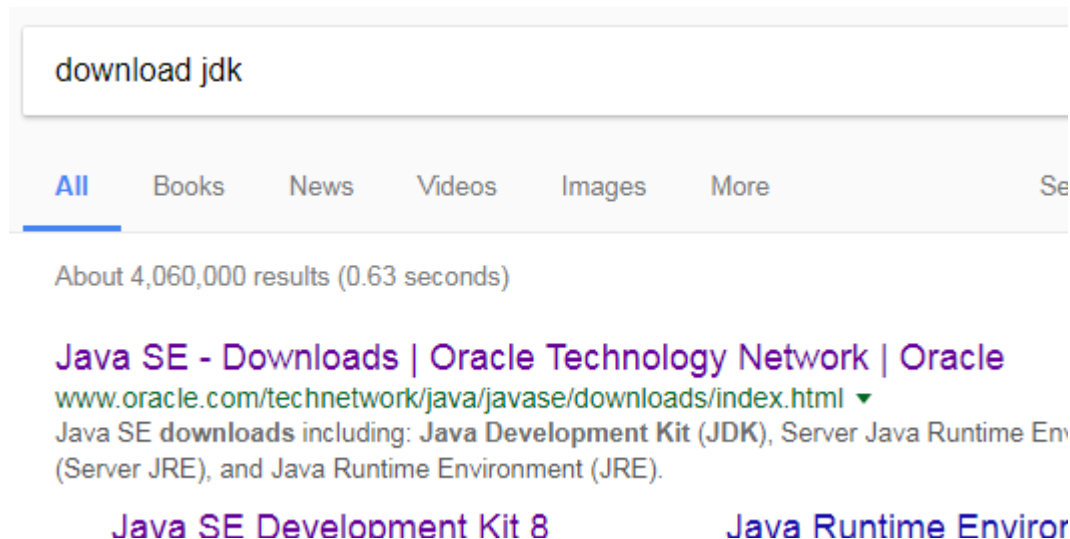 download jdk
All Books News Videos Images More Se
About 4,060,000 results (0.63 seconds)
Java SE - Downloads | Oracle Technology Network | Oracle
www.oracle.com/technetwork/java/javase/downloads/index.html
Java SE downloads including: Java Development Kit (JDK), Server Java Runtime Env
(Server JRE), and Java Runtime Environment (JRE).
Java SE Development Kit 8 Java Runtime Environ